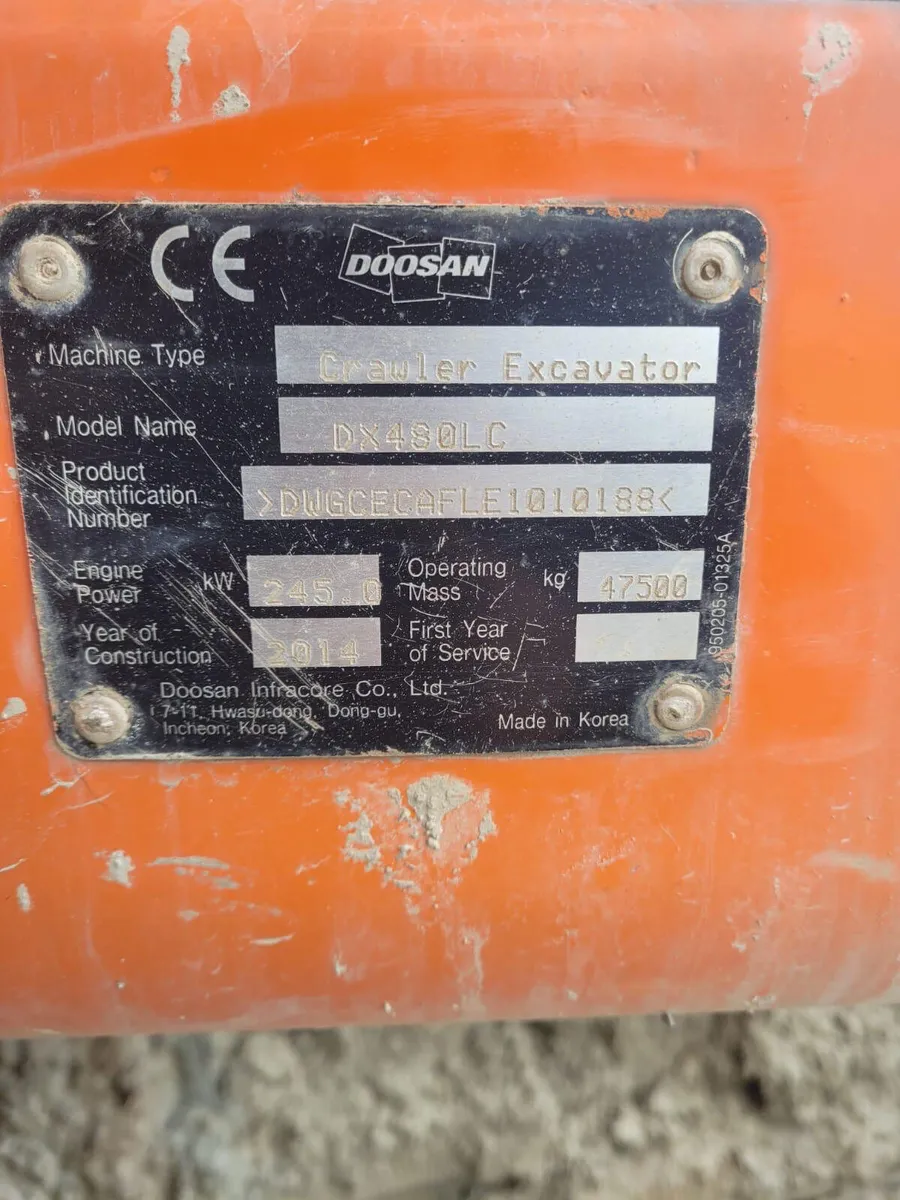 CE DOOSAN
Machine Type Crawler Excavator
Model Name DX480LC
Product
Identification
Number >DWGCECAFLE1010188<
Engine
Power kW 245.0 Operating
Mass kg 47500
Year of
Construction 2014 First Year
of Service
Doosan Infracore Co., Ltd.
7-11, Hwasu-dong, Dong-gu,
Incheon, Korea
Made in Korea
950205-01325A